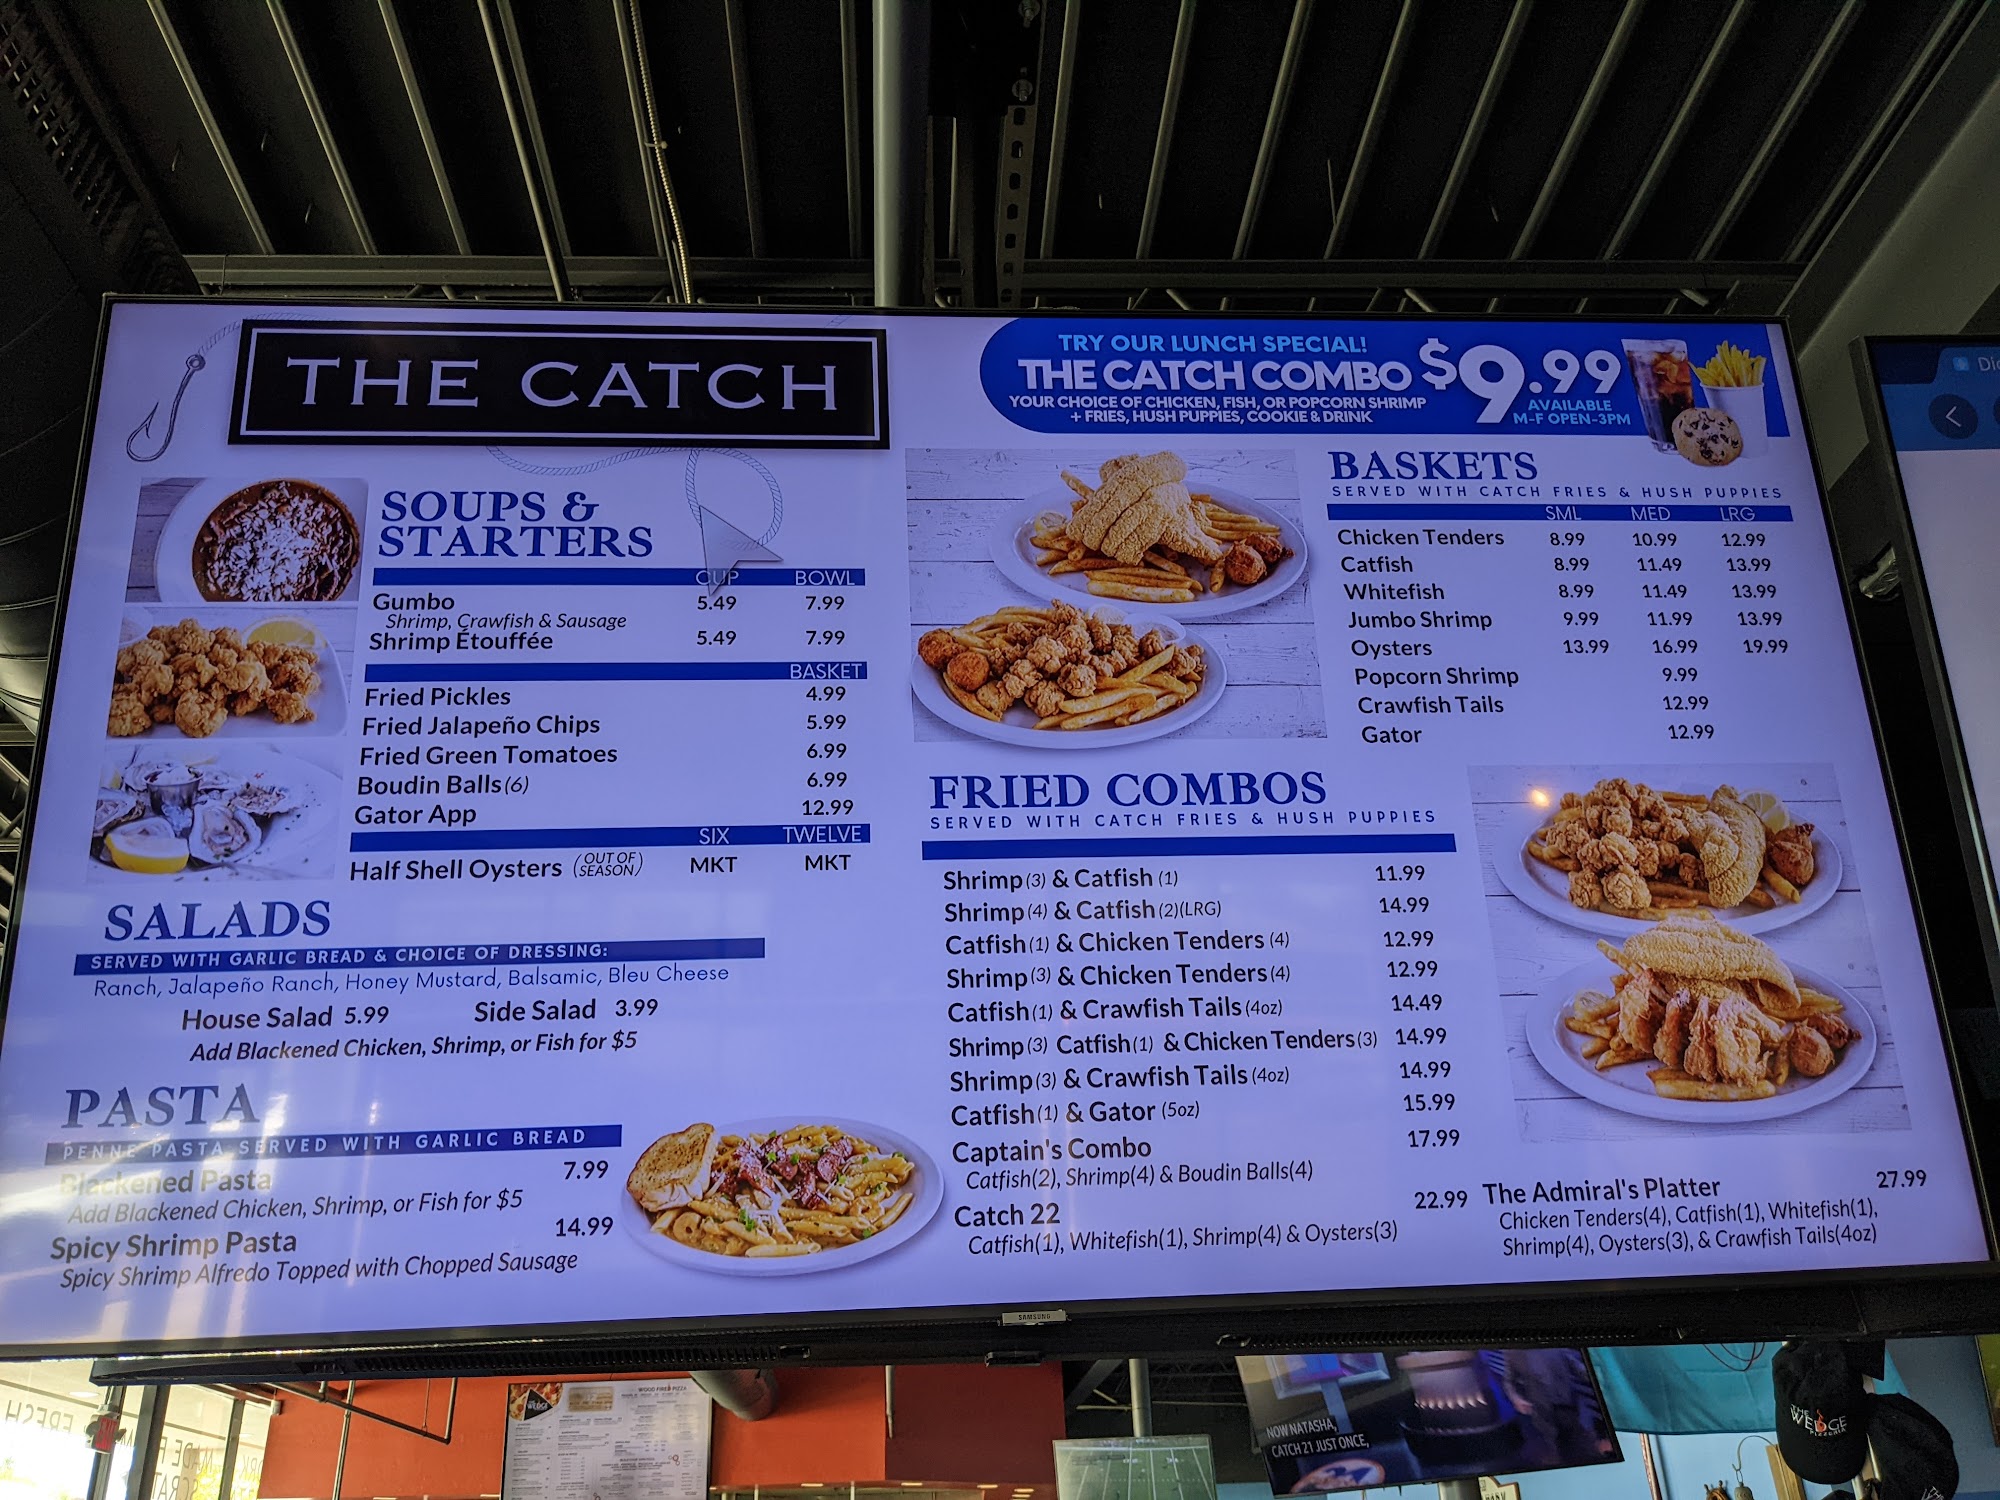 THE CATCH
TRY OUR LUNCH SPECIAL!
THE CATCH COMBO $9.99
YOUR CHOICE OF CHICKEN, FISH, OR POPCORN SHRIMP
+ FRIES, HUSH PUPPIES, COOKIE & DRINK
AVAILABLE
M-F OPEN-3PM
SOUPS &
STARTERS
CUP BOWL
Gumbo 5.49 7.99
Shrimp, Crawfish & Sausage
Shrimp Étouffée 5.49 7.99
BASKET
Fried Pickles 4.99
Fried Jalapeño Chips 5.99
Fried Green Tomatoes 6.99
Boudin Balls (6) 6.99
Gator App 12.99
SIX TWELVE
Half Shell Oysters (OUT OF SEASON) MKT MKT
SALADS
SERVED WITH GARLIC BREAD & CHOICE OF DRESSING:
Ranch, Jalapeño Ranch, Honey Mustard, Balsamic, Bleu Cheese
House Salad 5.99 Side Salad 3.99
Add Blackened Chicken, Shrimp, or Fish for $5
PASTA
PENNE PASTA SERVED WITH GARLIC BREAD
Blackened Pasta 7.99
Add Blackened Chicken, Shrimp, or Fish for $5
Spicy Shrimp Pasta 14.99
Spicy Shrimp Alfredo Topped with Chopped Sausage
BASKETS
SERVED WITH CATCH FRIES & HUSH PUPPIES
SML MED LRG
Chicken Tenders 8.99 10.99 12.99
Catfish 8.99 11.49 13.99
Whitefish 8.99 11.49 13.99
Jumbo Shrimp 9.99 11.99 13.99
Oysters 13.99 16.99 19.99
Popcorn Shrimp 9.99
Crawfish Tails 12.99
Gator 12.99
FRIED COMBOS
SERVED WITH CATCH FRIES & HUSH PUPPIES
Shrimp (3) & Catfish (1) 11.99
Shrimp (4) & Catfish (2)(LRG) 14.99
Catfish (1) & Chicken Tenders (4) 12.99
Shrimp (3) & Chicken Tenders (4) 12.99
Catfish (1) & Crawfish Tails (4oz) 14.49
Shrimp (3) Catfish (1) & Chicken Tenders (3) 14.99
Shrimp (3) & Crawfish Tails (4oz) 14.99
Catfish (1) & Gator (5oz) 15.99
Captain's Combo 17.99
Catfish(2), Shrimp(4) & Boudin Balls(4)
Catch 22 22.99
Catfish(1), Whitefish(1), Shrimp(4) & Oysters(3)
The Admiral's Platter 27.99
Chicken Tenders(4), Catfish(1), Whitefish(1),
Shrimp(4), Oysters(3), & Crawfish Tails(4oz)
SAMSUNG
WOOD FIRED PIZZA
NOW NATASHA,
CATCH 21 JUST ONCE,
THE
WEDGE
PIZZERIA
FRESH